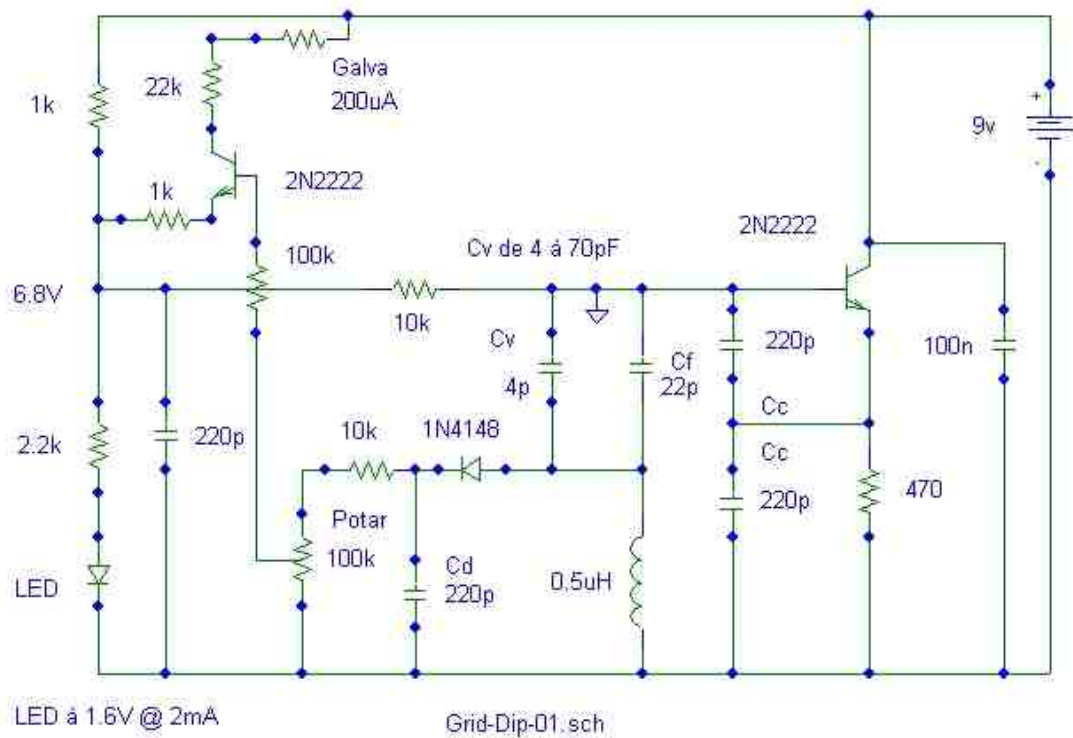 Galva
200uA
22k
1k
9v
+
-
1k
2N2222
2N2222
100k
Cv de 4 à 70pF
6.8V
10k
220p
100n
Cv
4p
Cf
22p
Cc
2.2k
220p
10k
1N4148
Cc
220p
470
Potar
100k
Cd
220p
0.5uH
LED
LED à 1.6V @ 2mA
Grid-Dip-01.sch